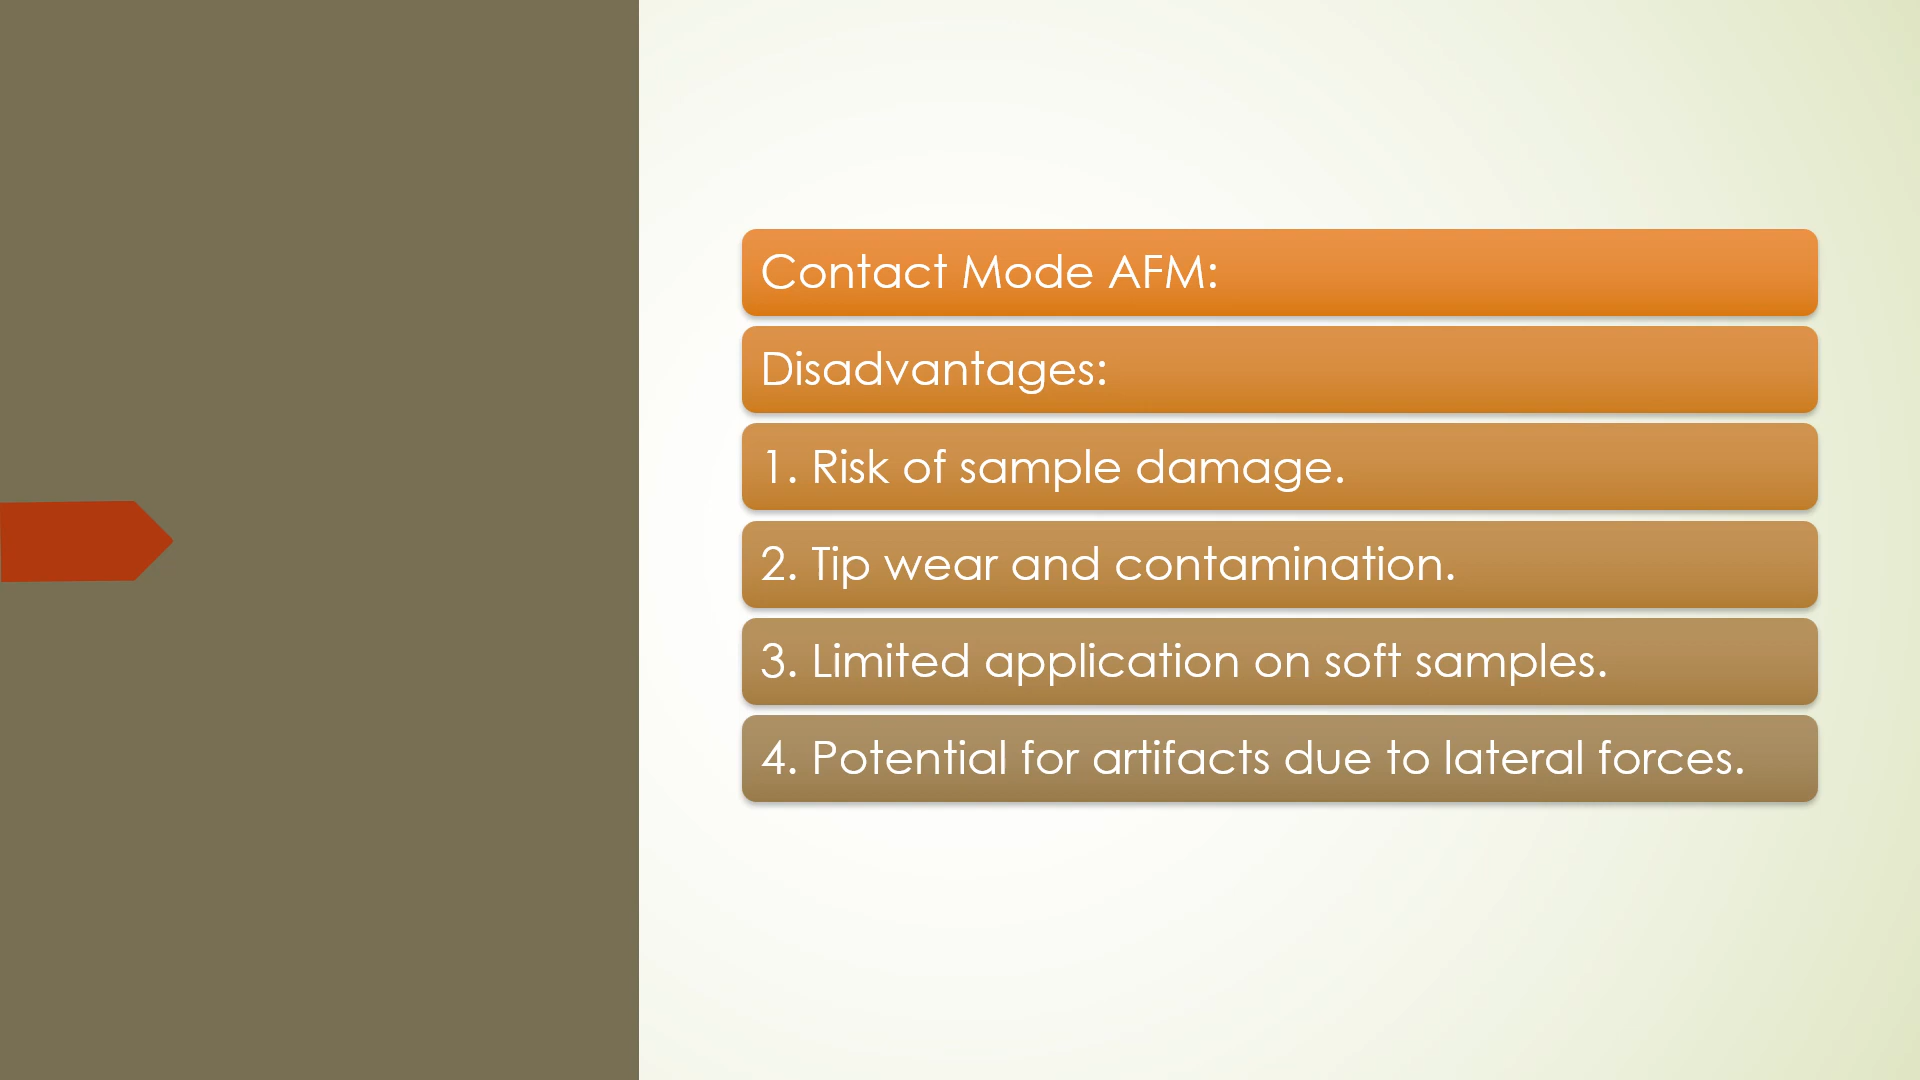 Contact Mode AFM:
Disadvantages:
1. Risk of sample damage.
2. Tip wear and contamination.
3. Limited application on soft samples.
4. Potential for artifacts due to lateral forces.